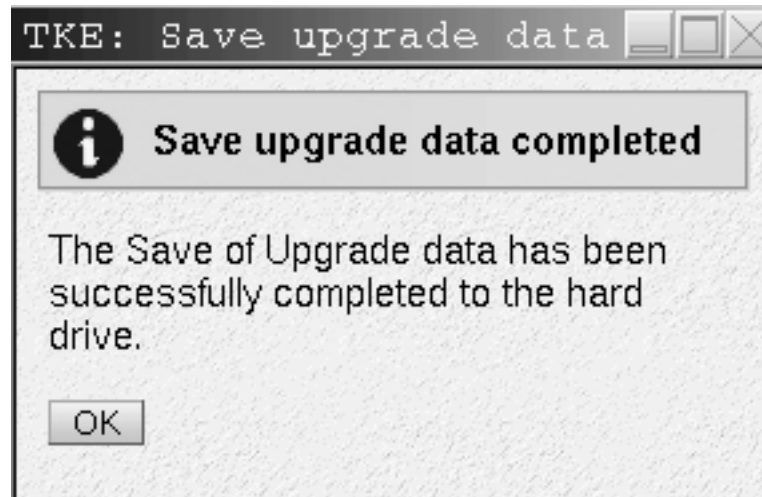 TKE: Save upgrade data
Save upgrade data completed
The Save of Upgrade data has been
successfully completed to the hard
drive.
OK